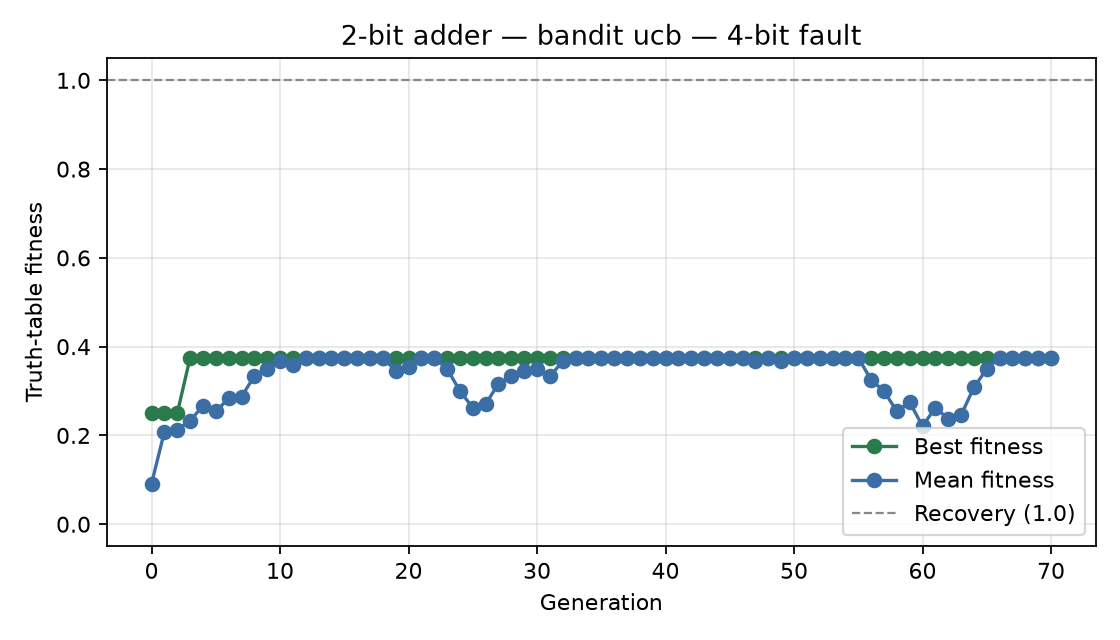 2-bit adder — bandit ucb — 4-bit fault
Truth-table fitness
1.0
0.8
0.6
0.4
0.2
0.0
0 10 20 30 40 50 60 70
Generation
Best fitness
Mean fitness
Recovery (1.0)